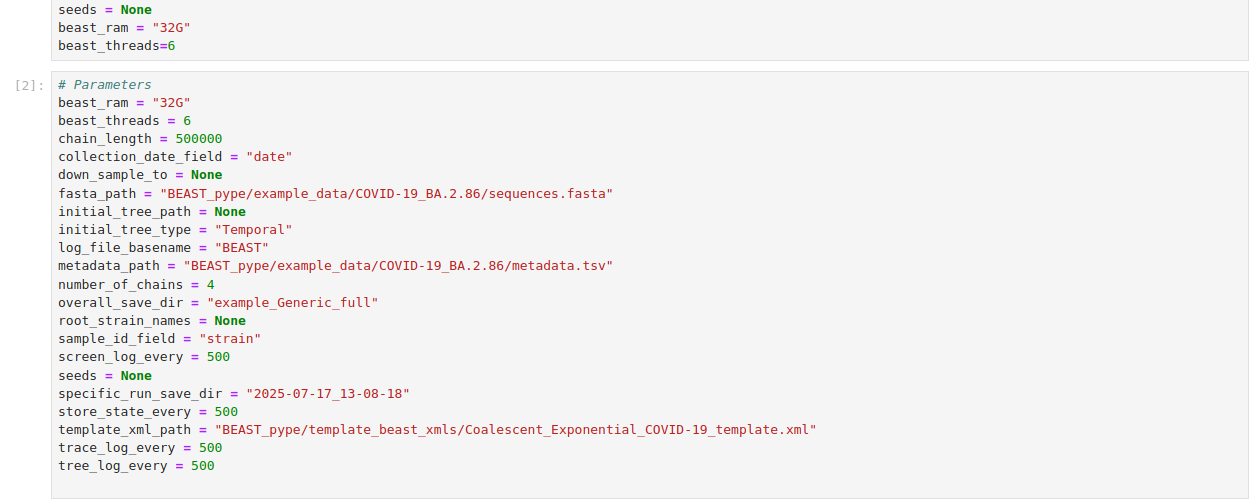 seeds = None
beast_ram = "32G"
beast_threads=6
[2]:
# Parameters
beast_ram = "32G"
beast_threads = 6
chain_length = 500000
collection_date_field = "date"
down_sample_to = None
fasta_path = "BEAST_pype/example_data/COVID-19_BA.2.86/sequences.fasta"
initial_tree_path = None
initial_tree_type = "Temporal"
log_file_basename = "BEAST"
metadata_path = "BEAST_pype/example_data/COVID-19_BA.2.86/metadata.tsv"
number_of_chains = 4
overall_save_dir = "example_Generic_full"
root_strain_names = None
sample_id_field = "strain"
screen_log_every = 500
seeds = None
specific_run_save_dir = "2025-07-17_13-08-18"
store_state_every = 500
template_xml_path = "BEAST_pype/template_beast_xmls/Coalescent_Exponential_COVID-19_template.xml"
trace_log_every = 500
tree_log_every = 500